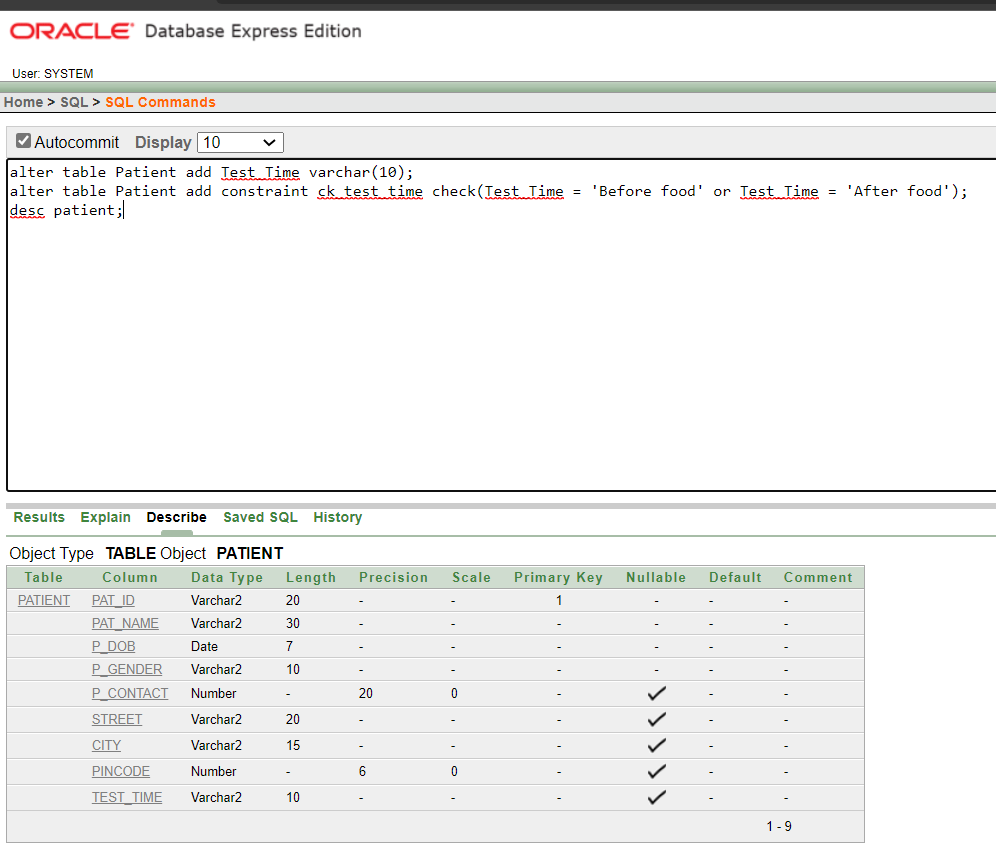 ORACLE® Database Express Edition
User: SYSTEM
Home > SQL > SQL Commands
Autocommit Display 10
alter table Patient add Test_Time varchar(10);
alter table Patient add constraint ck_test_time check(Test_Time = 'Before food' or Test_Time = 'After food');
desc patient;
Results Explain Describe Saved SQL History
Object Type TABLE Object PATIENT
Table Column Data Type Length Precision Scale Primary Key Nullable Default Comment
PATIENT PAT_ID Varchar2 20 - - 1 - - -
PAT_NAME Varchar2 30 - - - - - -
P_DOB Date 7 - - - - - -
P_GENDER Varchar2 10 - - - - - -
P_CONTACT Number - 20 0 - ✓ - -
STREET Varchar2 20 - - - ✓ - -
CITY Varchar2 15 - - - ✓ - -
PINCODE Number - 6 0 - ✓ - -
TEST_TIME Varchar2 10 - - - ✓ - -
1 - 9